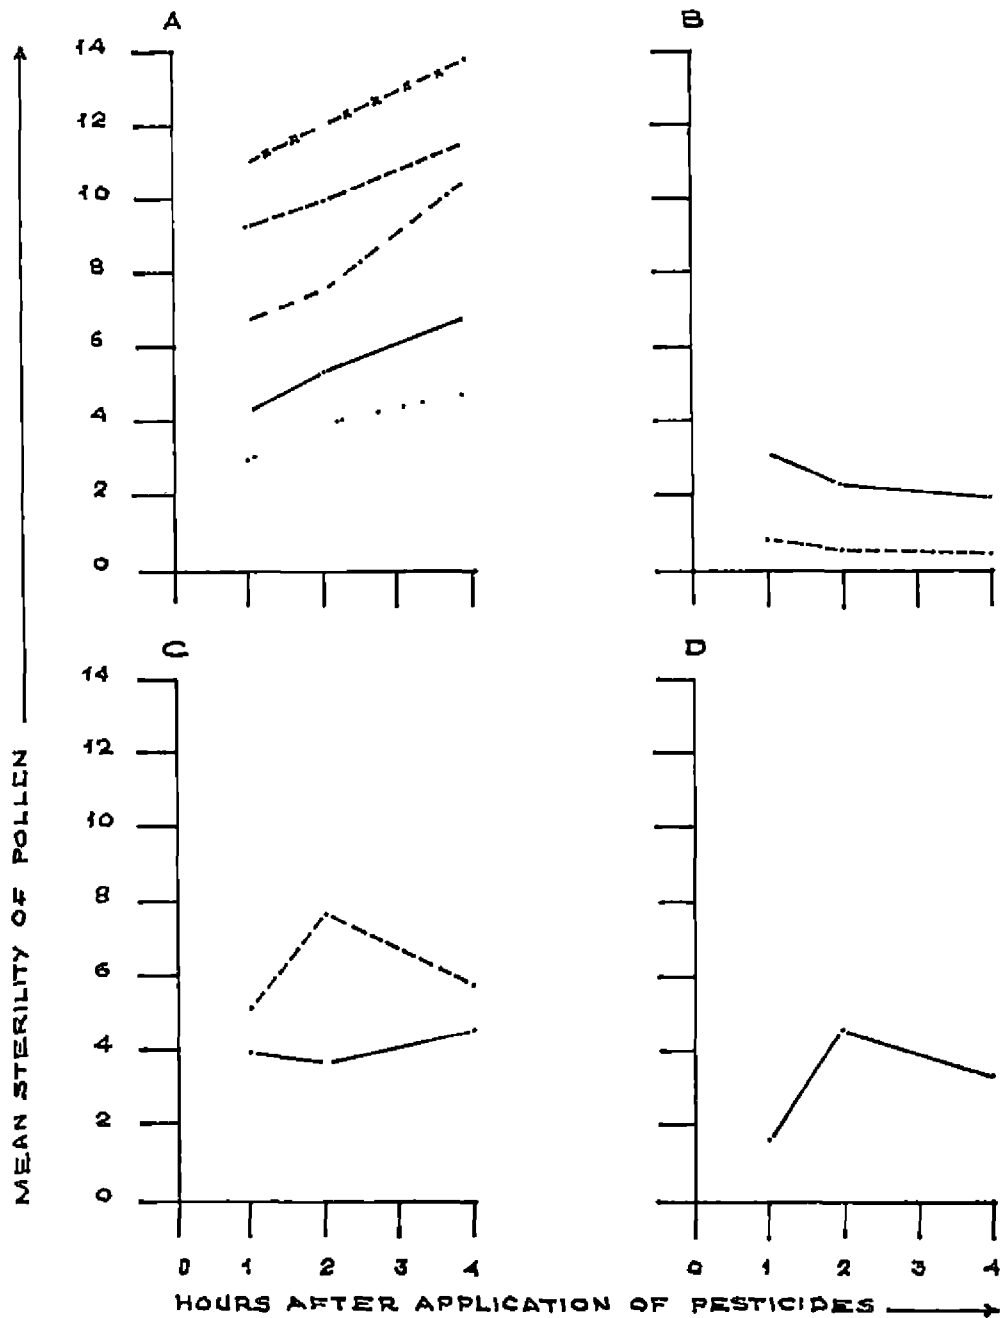 A
B
14
12
10
8
6
4
2
0
C
D
14
12
10
8
6
4
2
0
0 1 2 3 4
0 1 2 3 4
MEAN STERILITY OF POLLEN
HOURS AFTER APPLICATION OF PESTICIDES